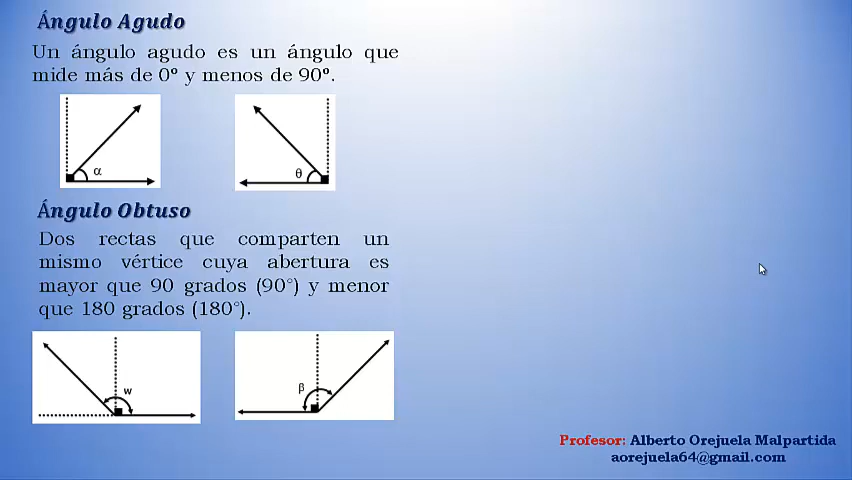 Ángulo Agudo
Un ángulo agudo es un ángulo que
mide más de 0° y menos de 90°.
α
θ
Ángulo Obtuso
Dos rectas que comparten un
mismo vértice cuya abertura es
mayor que 90 grados (90°) y menor
que 180 grados (180°).
w
β
Profesor: Alberto Orejuela Malpartida
aorejuela64@gmail.com